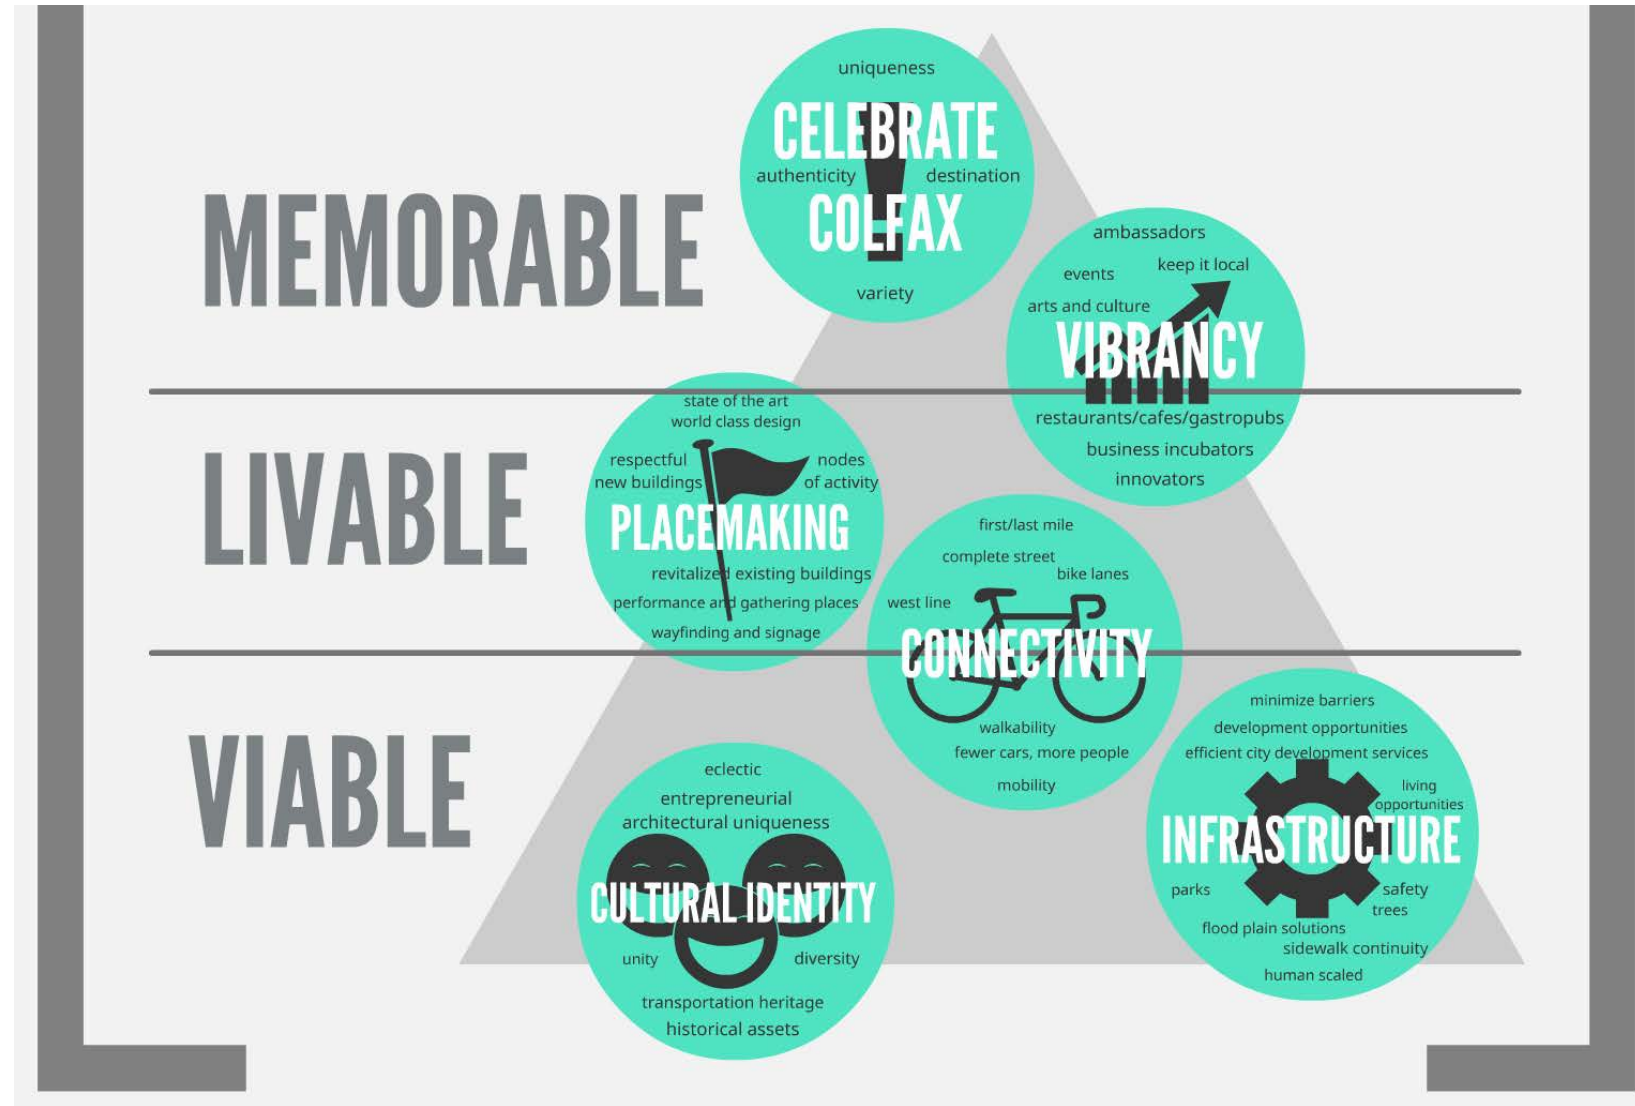 MEMORABLE
uniqueness
CELEBRATE
authenticity
destination
COLFAX
variety
ambassadors
keep it local
events
arts and culture
VIBRANCY
restaurants/cafes/gastropubs
business incubators
innovators
LIVABLE
state of the art
world class design
respectful
new buildings
nodes
of activity
PLACEMAKING
revitalized existing buildings
performance and gathering places
wayfinding and signage
first/last mile
complete street
bike lanes
west line
CONNECTIVITY
walkability
fewer cars, more people
mobility
VIABLE
eclectic
entrepreneurial
architectural uniqueness
CULTURAL IDENTITY
unity
diversity
transportation heritage
historical assets
minimize barriers
development opportunities
efficient city development services
living
opportunities
INFRASTRUCTURE
parks
safety
trees
flood plain solutions
sidewalk continuity
human scaled